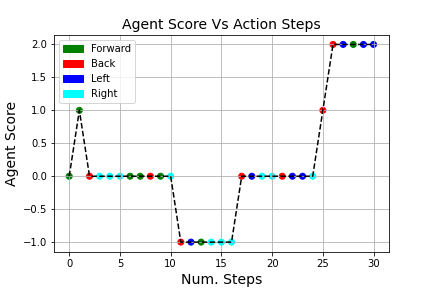 Agent Score Vs Action Steps
2.0
1.5
1.0
0.5
0.0
−0.5
−1.0
Agent Score
Forward
Back
Left
Right
0 5 10 15 20 25 30
Num. Steps